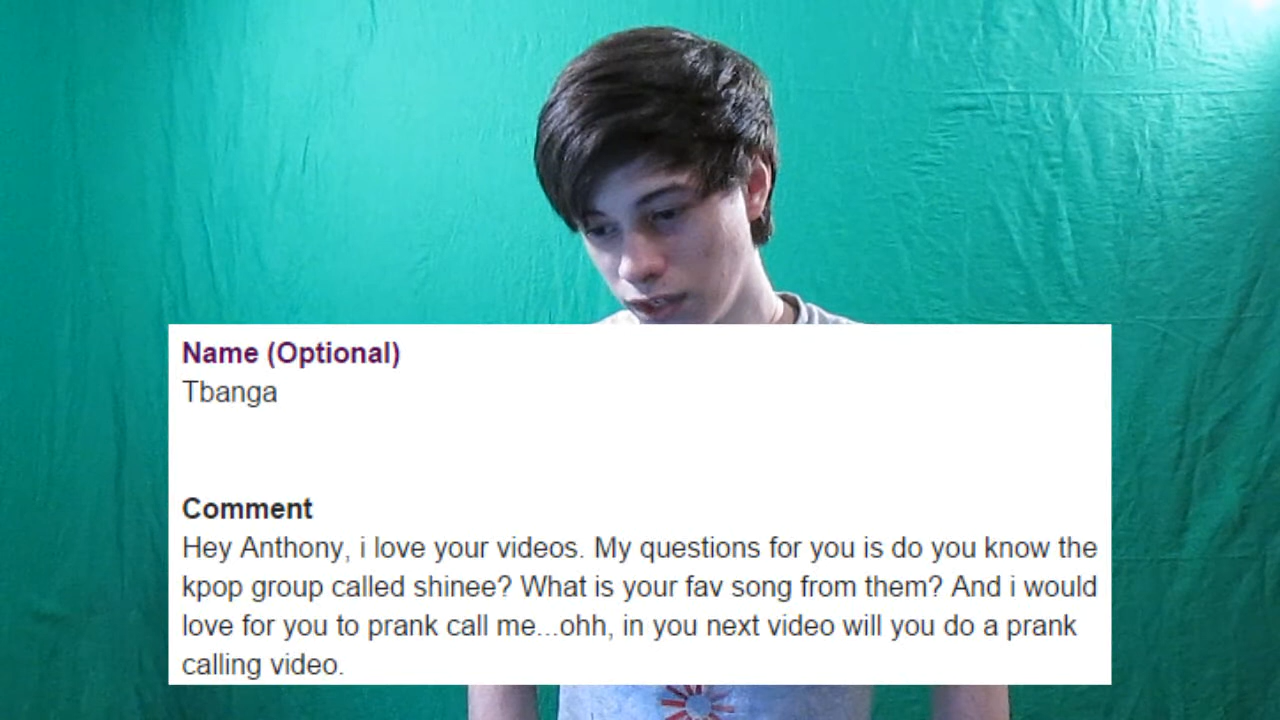 Name (Optional)
Tbanga
Comment
Hey Anthony, i love your videos. My questions for you is do you know the
kpop group called shinee? What is your fav song from them? And i would
love for you to prank call me...ohh, in you next video will you do a prank
calling video.